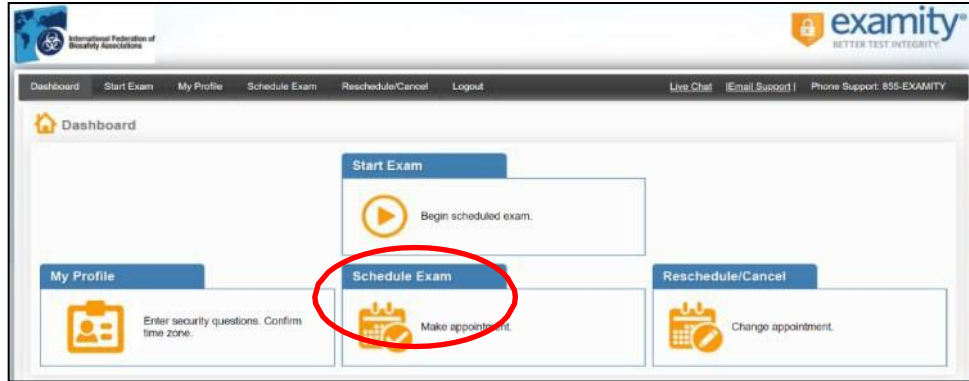 International Federation of
Biosafety Associations
examity®
BETTER TEST INTEGRITY.
Dashboard Start Exam My Profile Schedule Exam Reschedule/Cancel Logout Live Chat |Email Support| Phone Support: 855-EXAMITY
Dashboard
Start Exam
Begin scheduled exam.
My Profile
Enter security questions. Confirm
time zone.
Schedule Exam
Make appointment.
Reschedule/Cancel
Change appointment.